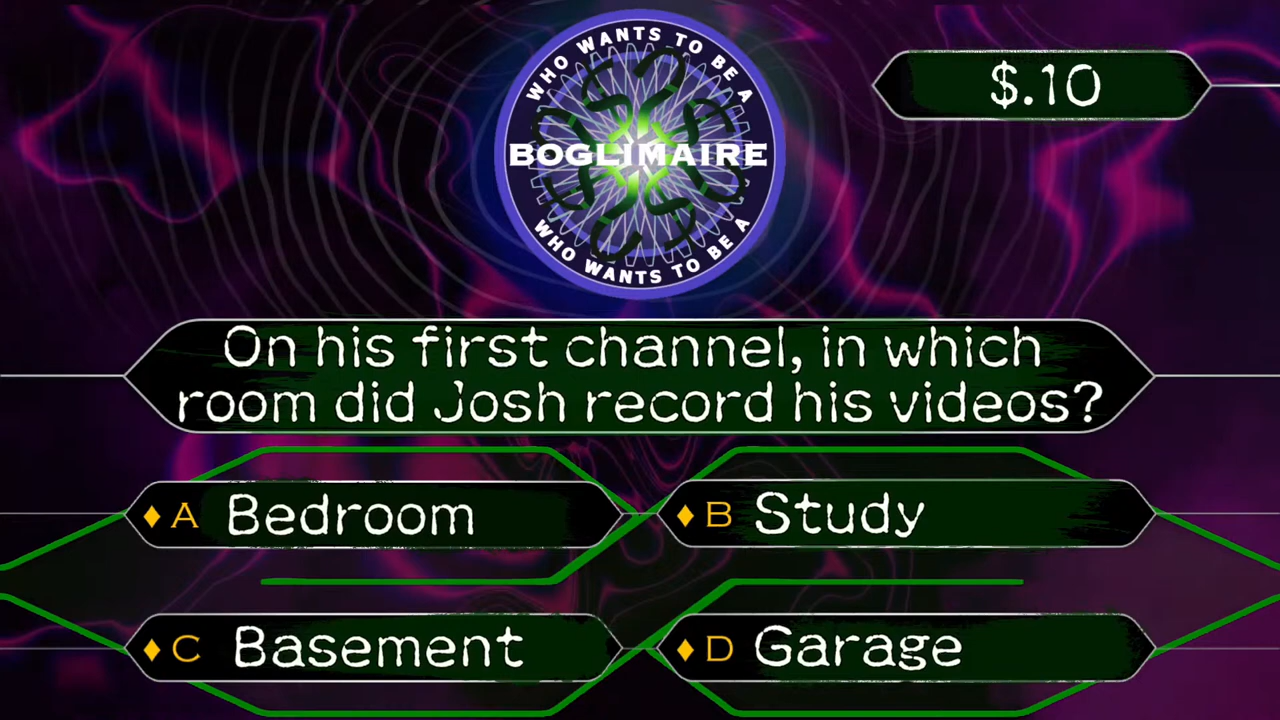 WHO WANTS TO BE A
$.10
BOGLIMAIRE
WHO WANTS TO BE A
On his first channel, in which
room did Josh record his videos?
A Bedroom
B Study
C Basement
D Garage